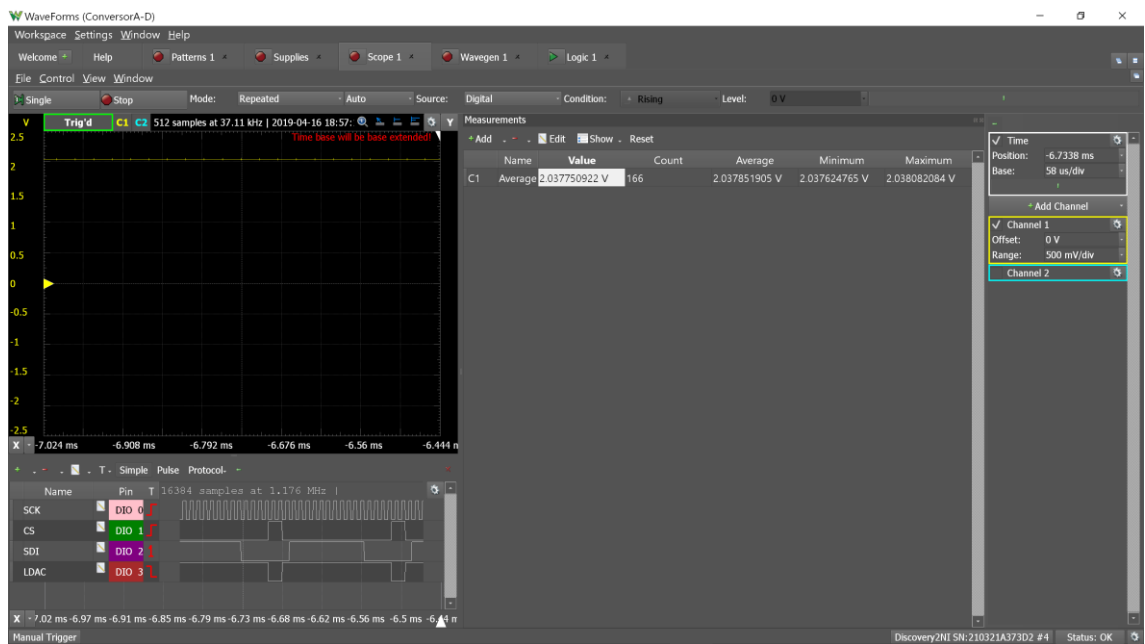 WaveForms (ConversorA-D)
Workspace Settings Window Help
Welcome Help Patterns 1 Supplies Scope 1 Wavegen 1 Logic 1
File Control View Window
Single Stop Mode: Repeated Auto Source: Digital Condition: Rising Level: 0 V
V Trig'd C1 C2 512 samples at 37.11 kHz | 2019-04-16 18:57: Y
Time base will be base extended!
2.5
2
1.5
1
0.5
0
-0.5
-1
-1.5
-2
-2.5
X -7.024 ms -6.908 ms -6.792 ms -6.676 ms -6.56 ms -6.444 m
Measurements
Add Edit Show Reset
Name Value Count Average Minimum Maximum
C1 Average 2.037750922 V 166 2.037851905 V 2.037624765 V 2.038082084 V
Time
Position: -6.7338 ms
Base: 58 us/div
Add Channel
Channel 1
Offset: 0 V
Range: 500 mV/div
Channel 2
T Simple Pulse Protocol
Name Pin T 16384 samples at 1.176 MHz |
SCK DIO 0
CS DIO 1
SDI DIO 2
LDAC DIO 3
X 7.02 ms -6.97 ms -6.91 ms -6.85 ms -6.79 ms -6.73 ms -6.68 ms -6.62 ms -6.56 ms -6.5 ms
Manual Trigger Discovery2NI SN:210321A373D2 #4 Status: OK